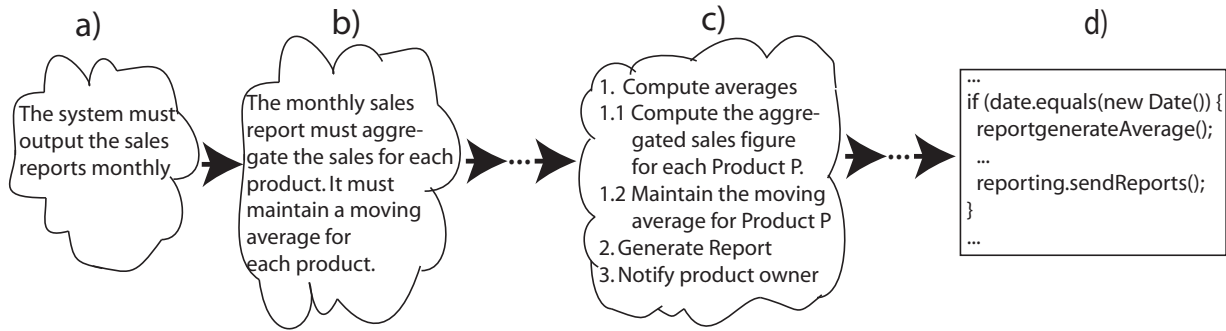 a)
The system must
output the sales
reports monthly
b)
The monthly sales
report must aggre-
gate the sales for each
product. It must
maintain a moving
average for
each product.
...
c)
1. Compute averages
1.1 Compute the aggre-
gated sales figure
for each Product P.
1.2 Maintain the moving
average for Product P
2. Generate Report
3. Notify product owner
...
d)
...
if (date.equals(new Date()) {
reportgenerateAverage();
...
reporting.sendReports();
}
...